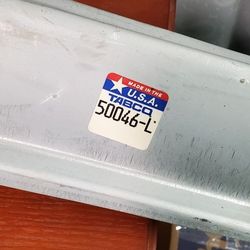 MADE IN THE
U.S.A.
TABCO
50046-L